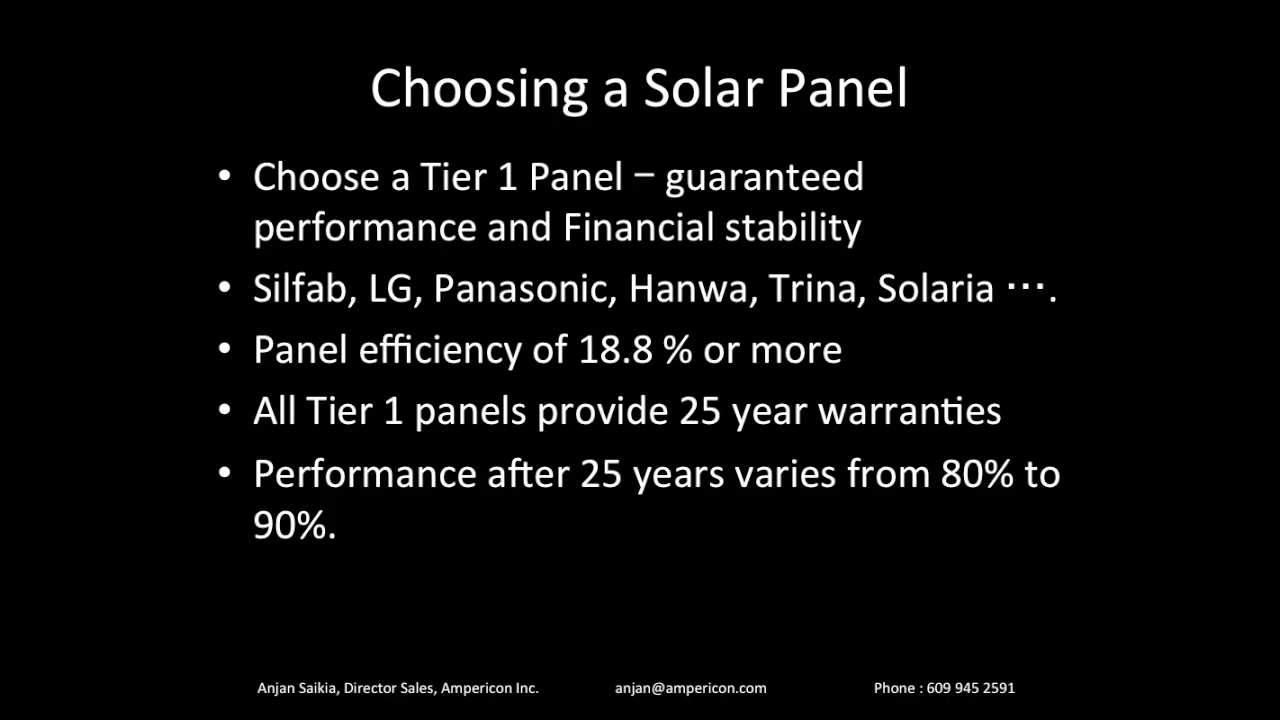 Choosing a Solar Panel
• Choose a Tier 1 Panel – guaranteed
performance and Financial stability
• Silfab, LG, Panasonic, Hanwa, Trina, Solaria ….
• Panel efficiency of 18.8 % or more
• All Tier 1 panels provide 25 year warranties
• Performance after 25 years varies from 80% to
90%.
Anjan Saikia, Director Sales, Ampericon Inc. anjan@ampericon.com Phone : 609 945 2591